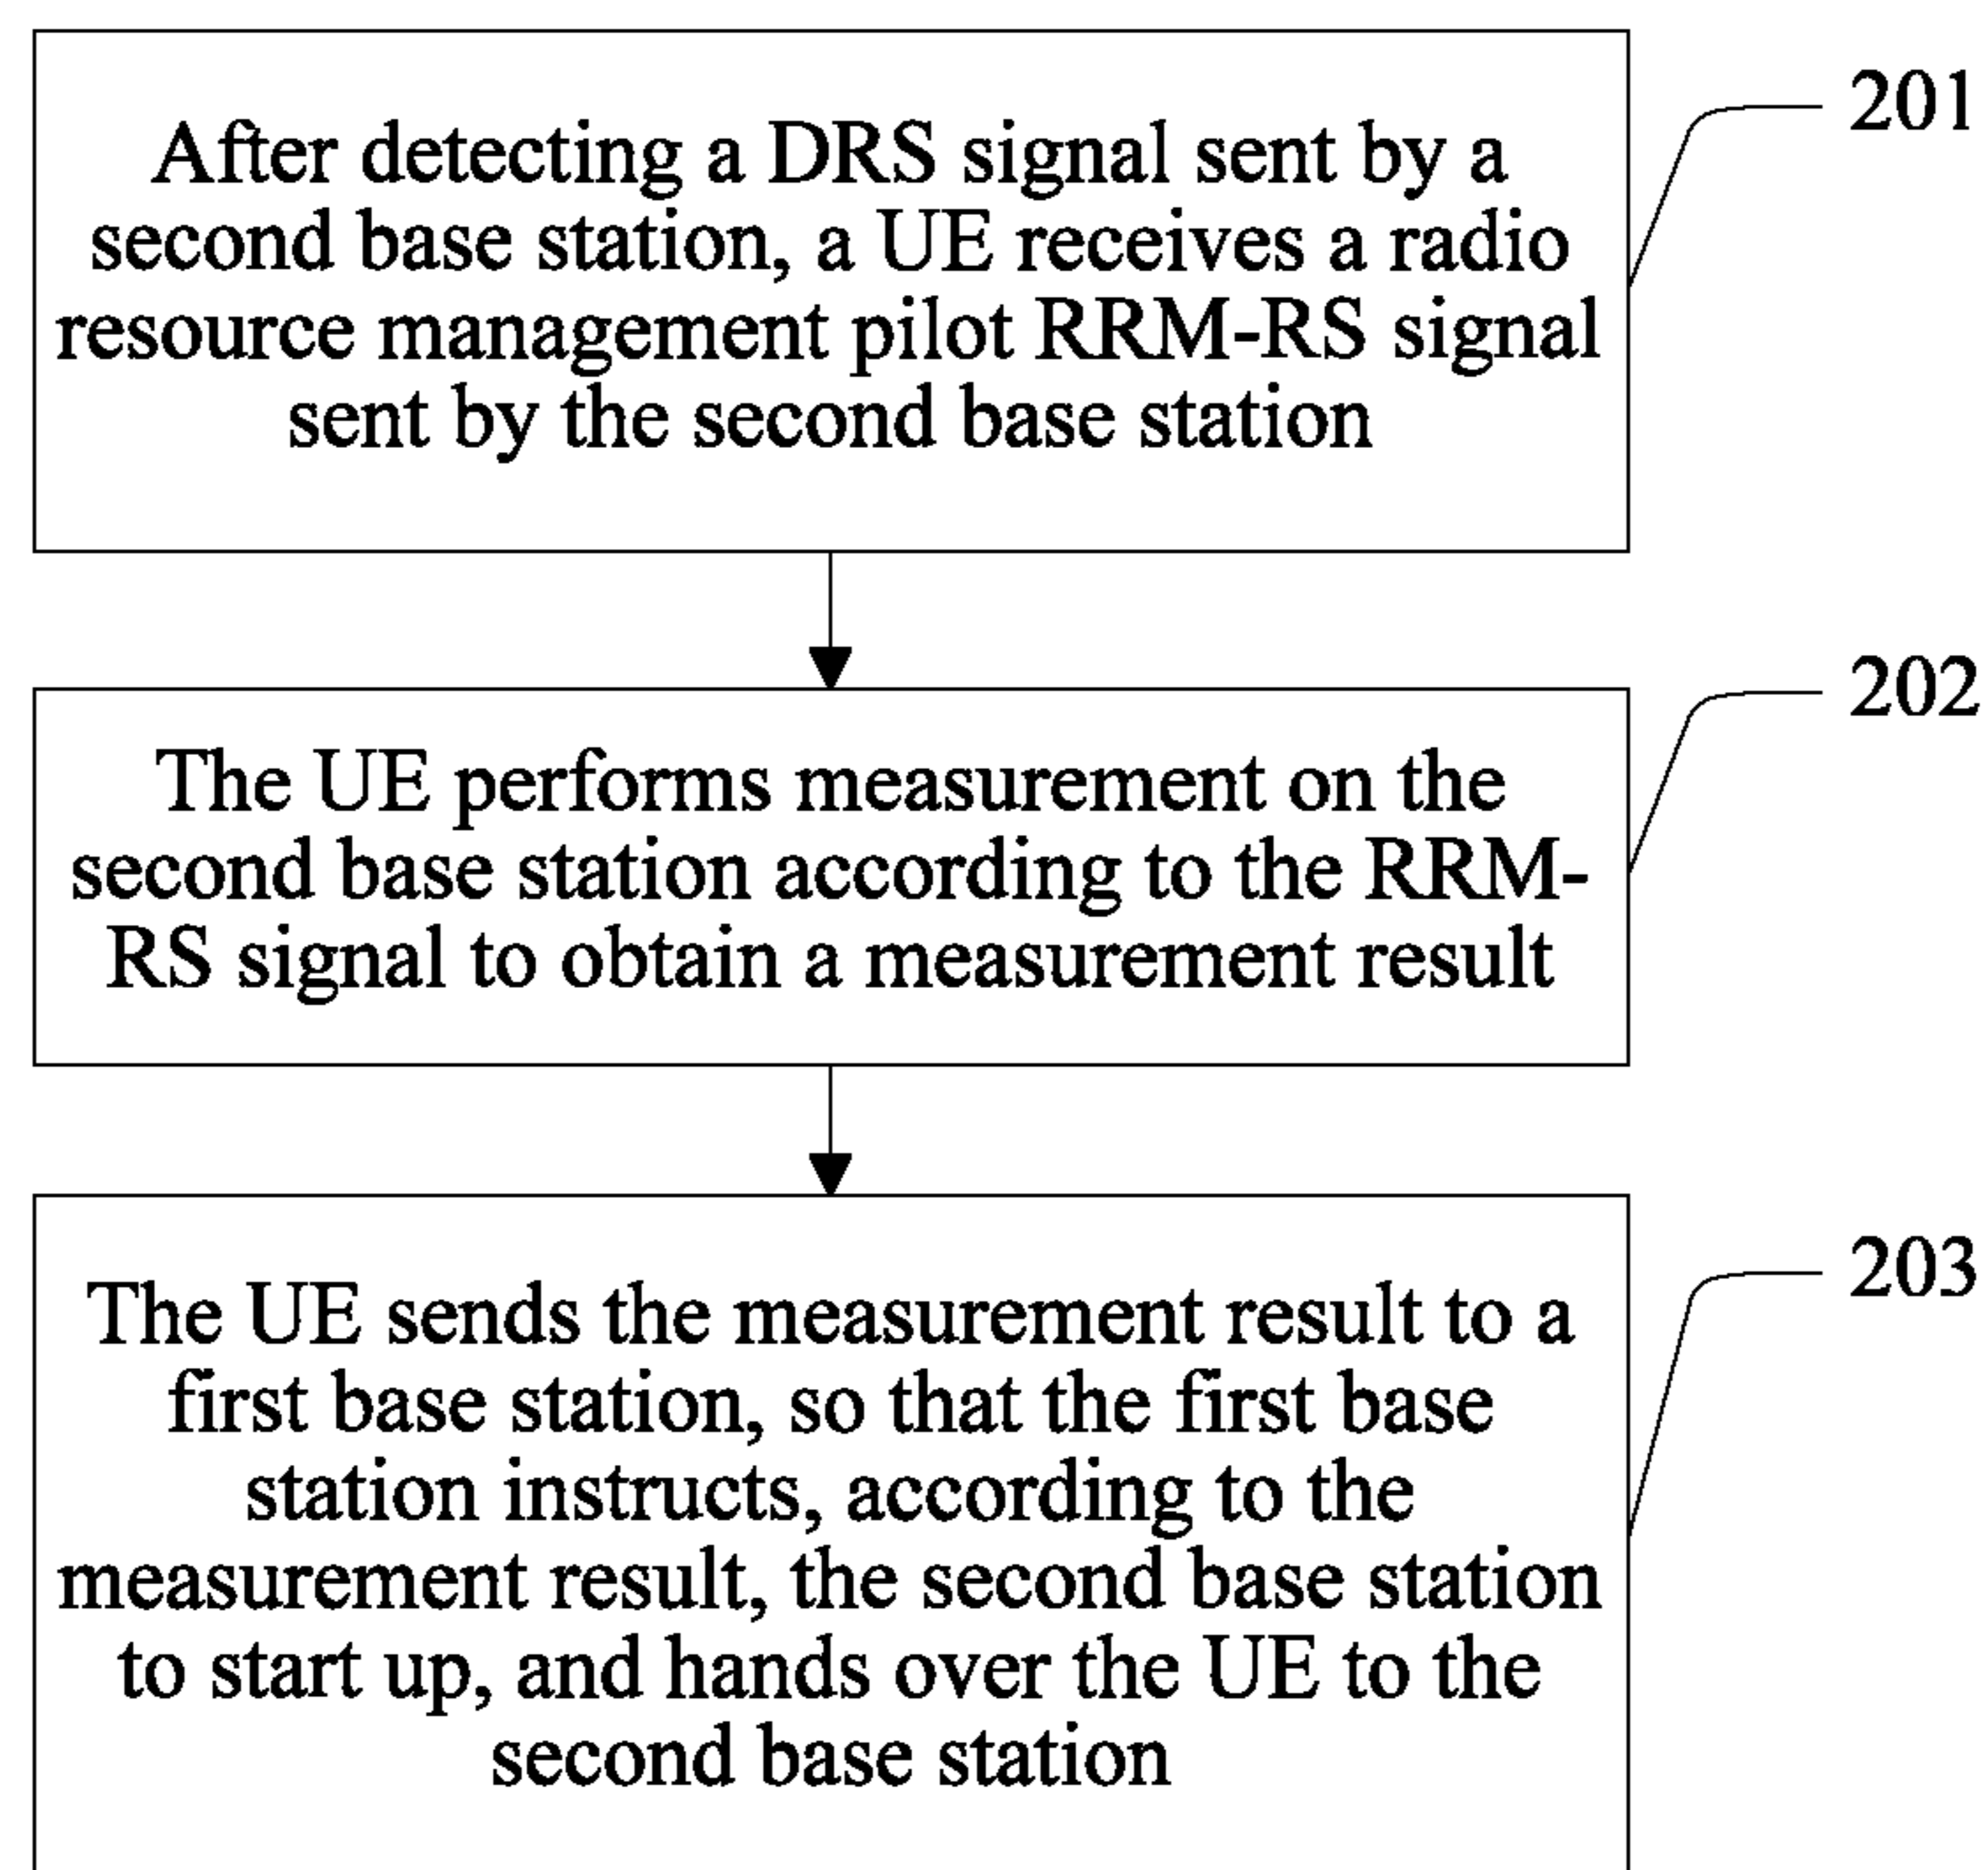 After detecting a DRS signal sent by a
second base station, a UE receives a radio
resource management pilot RRM-RS signal
sent by the second base station
201
The UE performs measurement on the
second base station according to the RRM-
RS signal to obtain a measurement result
202
The UE sends the measurement result to a
first base station, so that the first base
station instructs, according to the
measurement result, the second base station
to start up, and hands over the UE to the
second base station
203